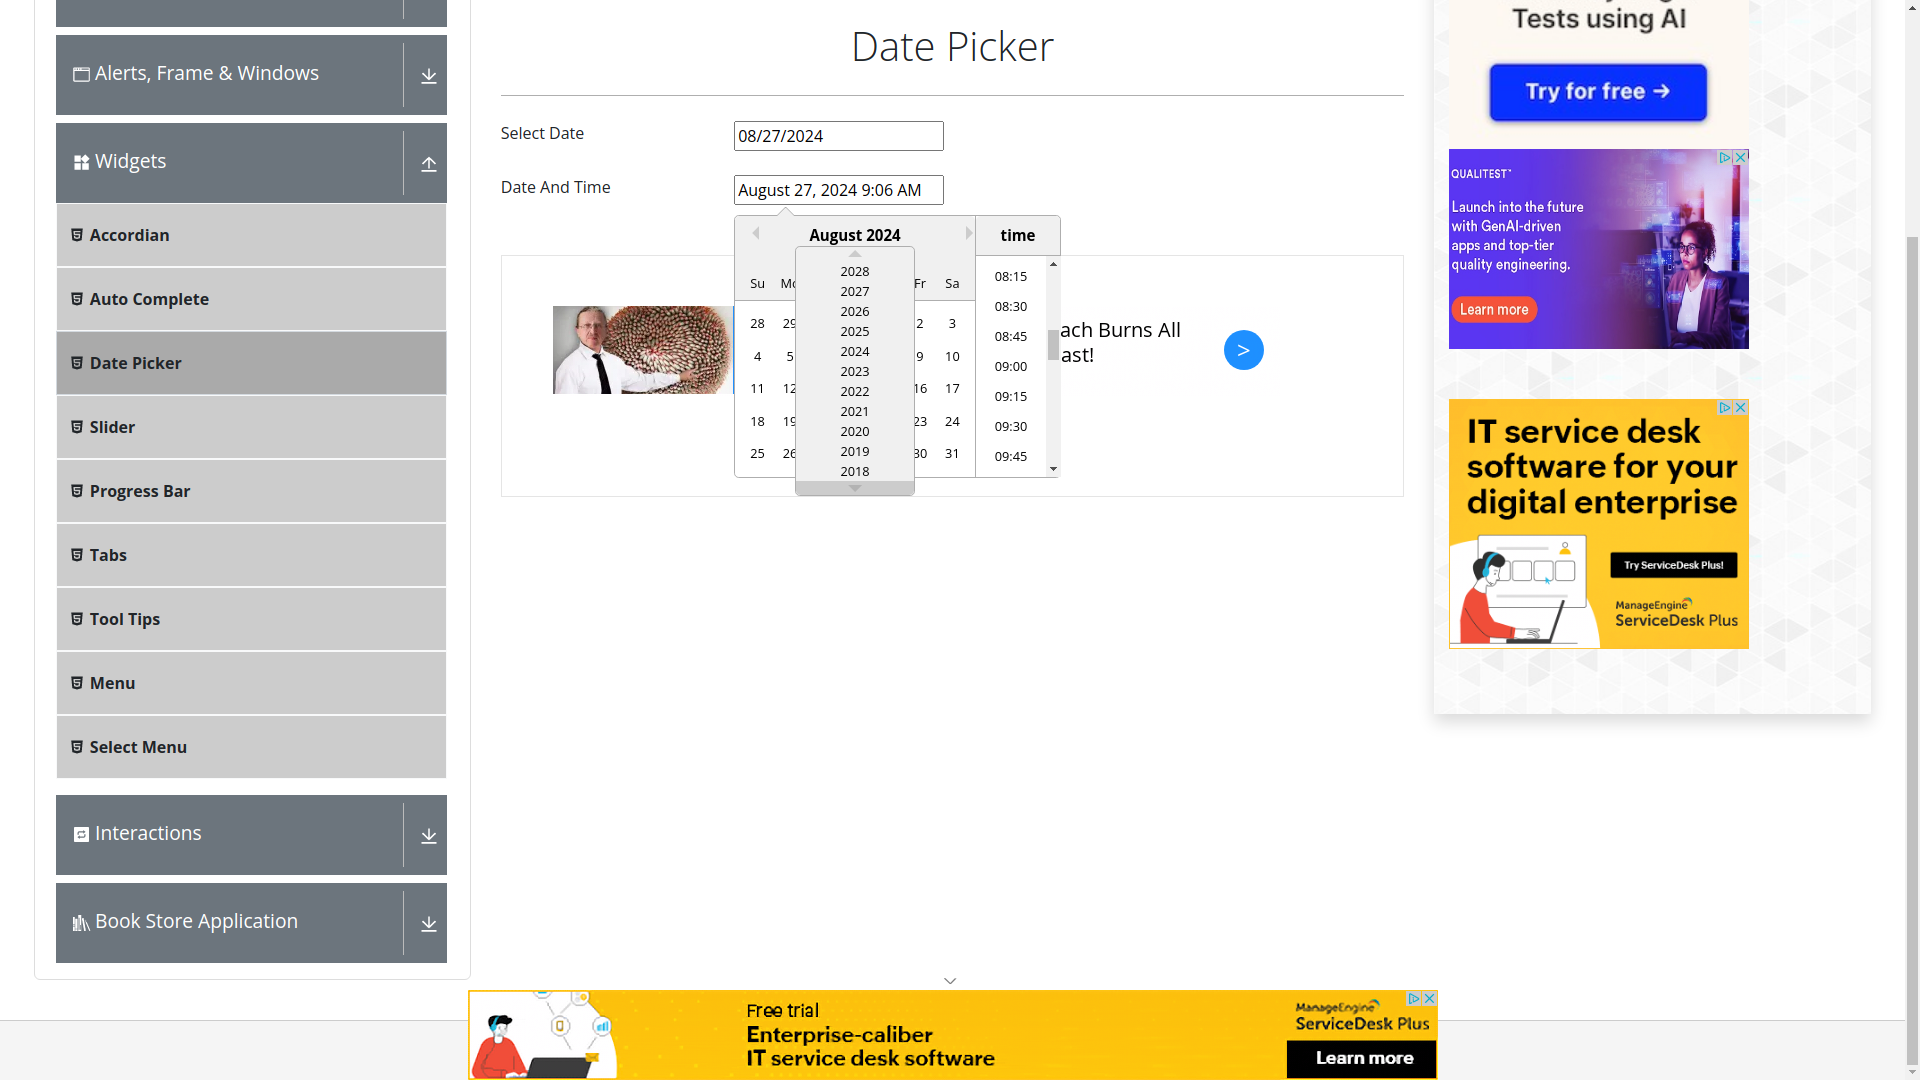 Alerts, Frame & Windows
Widgets
Accordian
Auto Complete
Date Picker
Slider
Progress Bar
Tabs
Tool Tips
Menu
Select Menu
Interactions
Book Store Application
Date Picker
Select Date
08/27/2024
Date And Time
August 27, 2024 9:06 AM
August 2024
time
Su
Fr
Sa
28
29
2
3
4
5
9
10
11
12
16
17
18
19
23
24
25
26
30
31
2028
2027
2026
2025
2024
2023
2022
2021
2020
2019
2018
08:15
08:30
08:45
09:00
09:15
09:30
09:45
ach Burns All
ast!
>
Tests using AI
Try for free →
QUALITEST
Launch into the future
with GenAI-driven
apps and top-tier
quality engineering.
Learn more
IT service desk
software for your
digital enterprise
Try ServiceDesk Plus!
ManageEngine
ServiceDesk Plus
Free trial
Enterprise-caliber
IT service desk software
ManageEngine
ServiceDesk Plus
Learn more